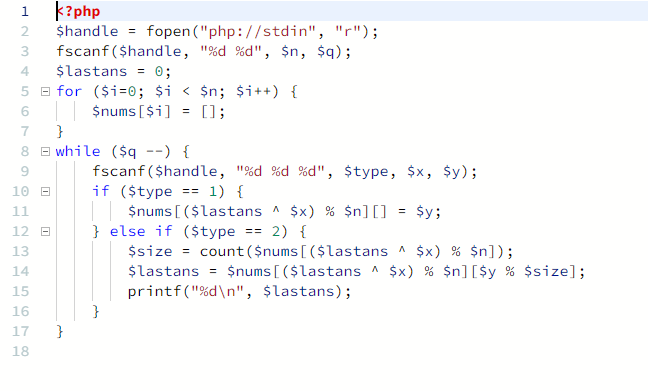 1 <?php
2 $handle = fopen("php://stdin", "r");
3 fscanf($handle, "%d %d", $n, $q);
4 $lastans = 0;
5 for ($i=0; $i < $n; $i++) {
6     $nums[$i] = [];
7 }
8 while ($q --) {
9     fscanf($handle, "%d %d %d", $type, $x, $y);
10     if ($type == 1) {
11         $nums[($lastans ^ $x) % $n][] = $y;
12     } else if ($type == 2) {
13         $size = count($nums[($lastans ^ $x) % $n]);
14         $lastans = $nums[($lastans ^ $x) % $n][$y % $size];
15         printf("%d\n", $lastans);
16     }
17 }
18